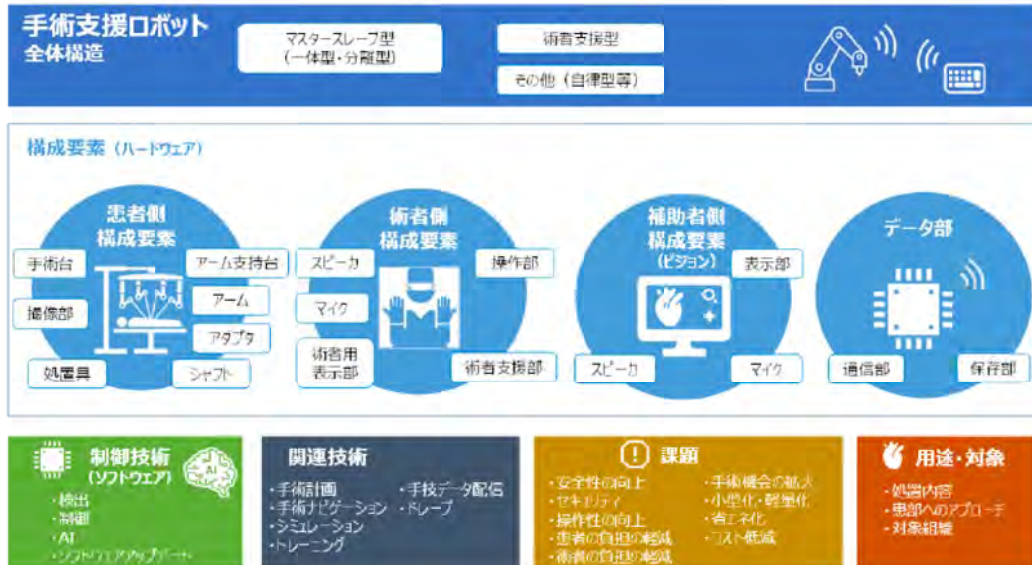 手術支援ロボット
全体構造
マスタースレーブ型
(一体型・分離型)
術者支援型
その他（自律型等）
構成要素（ハードウェア）
患者側
構成要素
手術台
アーム支持台
撮像部
アーム
アタプタ
処置具
シャフト
術者側
構成要素
スピーカ
操作部
マイク
術者用
表示部
術者支援部
補助者側
構成要素
(ビジョン)
表示部
スピーカ
マイク
データ部
通信部
保存部
制御技術
(ソフトウェア)
AI
・検出
・制御
・AI
・ソフトウェアアップデート
関連技術
・手術計画
・手術ナビゲーション
・シミュレーション
・トレーニング
・手技データ配信
・ドレープ
課題
・安全性の向上
・セキュリティ
・操作性の向上
・患者の負担の軽減
・術者の負担の軽減
・手術機会の拡大
・小型化・軽量化
・省エネ化
・コスト低減
用途・対象
・処置内容
・患部へのアプローチ
・対象組織